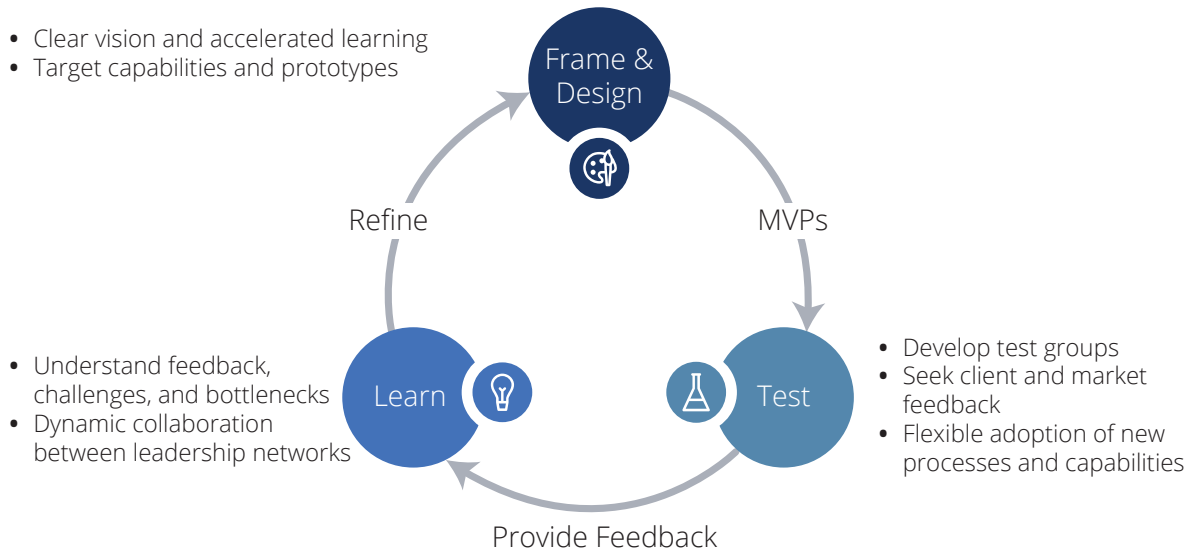 • Clear vision and accelerated learning
• Target capabilities and prototypes
Frame &
Design
Refine
MVPs
• Understand feedback,
challenges, and bottlenecks
• Dynamic collaboration
between leadership networks
Learn
Test
• Develop test groups
• Seek client and market
feedback
• Flexible adoption of new
processes and capabilities
Provide Feedback